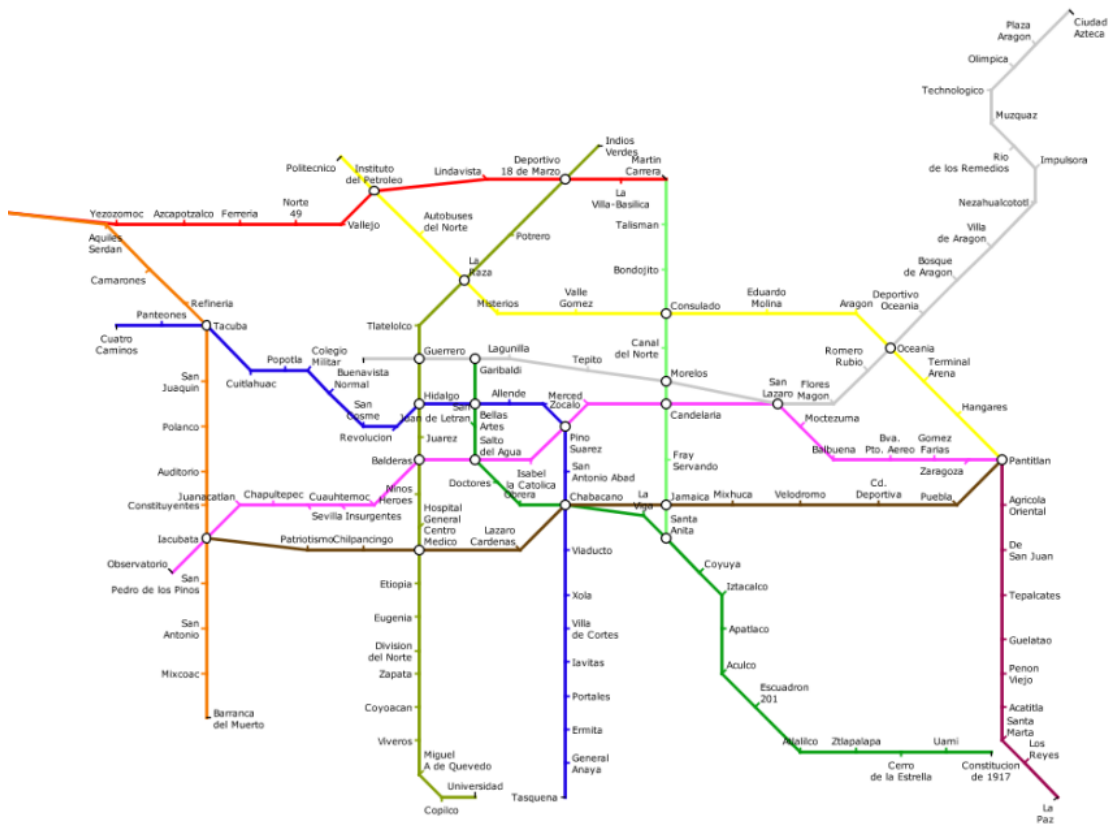 Plaza
Aragon
Ciudad
Azteca
Olimpica
Technologico
Muzquaz
Rio
de los Remedios
Impulsora
Nezahualcototl
Villa
de Aragon
Bosque
de Aragon
Deportivo
Oceania
Indios
Verdes
Politecnico
Instituto
del Petroleo
Lindavista
Deportivo
18 de Marzo
Martin
Carrera
La
Villa-Basilica
Yezozomoc
Azcapotzalco
Ferreria
Norte
49
Vallejo
Autobuses
del Norte
Potrero
Talisman
Aquiles
Serdan
Camarones
La
Raza
Bondojito
Refineria
Misterios
Valle
Gomez
Consulado
Eduardo
Molina
Aragon
Panteones
Cuatro
Caminos
Tacuba
Tlatelolco
Canal
del Norte
Romero
Rubio
Oceania
Terminal
Arena
Popotla
Colegio
Militar
Cuitlahuac
Buenavista
Normal
Guerrero
Garibaldi
Lagunilla
Tepito
Morelos
San
Lazaro
Flores
Magon
San
Juaquin
San
Cosme
Revolucion
Hidalgo
San
Juan de Letran
Bellas
Artes
Allende
Merced
Zocalo
Candelaria
Moctezuma
Hangares
Polanco
Juarez
Salto
del Agua
Pino
Suarez
Balbuena
Bva.
Pto. Aereo
Gomez
Farias
Zaragoza
Pantitlan
Auditorio
Balderas
Isabel
la Catolica
San
Antonio Abad
Fray
Servando
Constituyentes
Juanacatlan
Chapultepec
Sevilla
Cuauhtemoc
Insurgentes
Ninos
Heroes
Doctores
Obrera
Chabacano
La
Viga
Jamaica
Mixhuca
Velodromo
Cd.
Deportiva
Puebla
Agricola
Oriental
Iacubata
Observatorio
Patriotismo
Chilpancingo
Hospital
General
Centro
Medico
Lazaro
Cardenas
Viaducto
Santa
Anita
De
San Juan
San
Pedro de los Pinos
Etiopia
Xola
Coyuya
Iztacalco
Tepalcates
San
Antonio
Eugenia
Villa
de Cortes
Apatlaco
Guelatao
Division
del Norte
Iavitas
Mixcoac
Zapata
Aculco
Penon
Viejo
Barranca
del Muerto
Coyoacan
Portales
Escuadron
201
Acatitla
Viveros
Ermita
Atlalilco
Ztlapalapa
Uami
Santa
Marta
Los
Reyes
Miguel
A de Quevedo
General
Anaya
Cerro
de la Estrella
Constitucion
de 1917
Copilco
Universidad
Tasquena
La
Paz